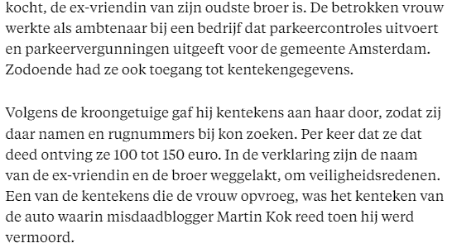 kocht, de ex-vriendin van zijn oudste broer is. De betrokken vrouw
werkte als ambtenaar bij een bedrijf dat parkeercontroles uitvoert
en parkeervergunningen uitgeeft voor de gemeente Amsterdam.
Zodoende had ze ook toegang tot kentekengegevens.
Volgens de kroongetuige gaf hij kentekens aan haar door, zodat zij
daar namen en rugnummers bij kon zoeken. Per keer dat ze dat
deed ontving ze 100 tot 150 euro. In de verklaring zijn de naam
van de ex-vriendin en de broer weggelakt, om veiligheidsredenen.
Een van de kentekens die de vrouw opvroeg, was het kenteken van
de auto waarin misdaadblogger Martin Kok reed toen hij werd
vermoord.